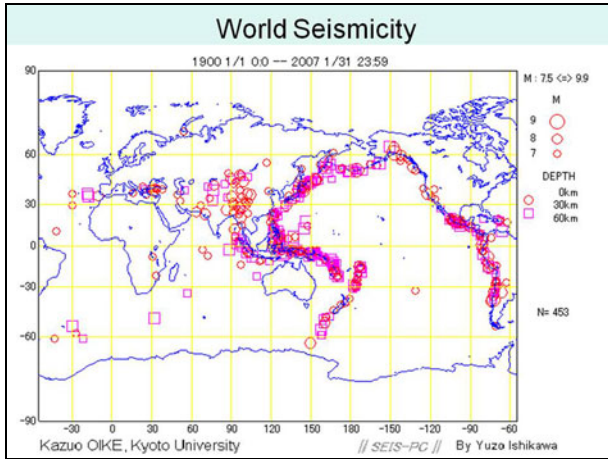 World Seismicity
1900 1/1 0:0 -- 2007 1/31 23:59
M : 7.5 <=> 9.9
M
9
8
7
DEPTH
0km
30km
60km
N= 453
90
60
30
0
-30
-60
-90
-30 0 30 60 90 120 150 180 -150 -120 -90 -60
Kazuo OIKE, Kyoto University
// SEIS-PC // By Yuzo Ishikawa